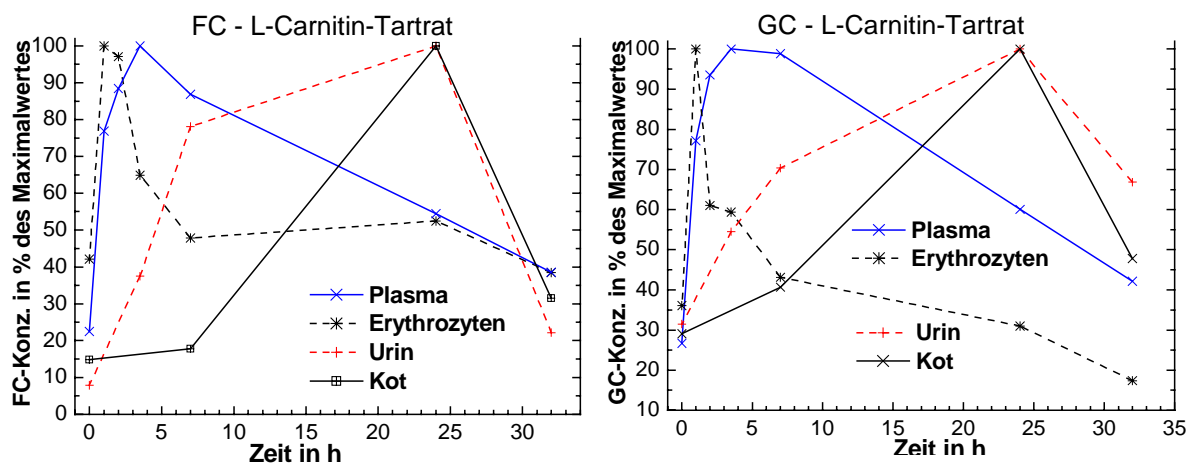 FC - L-Carnitin-Tartrat
FC-Konz. in % des Maximalwertes
100
90
80
70
60
50
40
30
20
10
0
Plasma
Erythrozyten
Urin
Kot
0 5 10 15 20 25 30
Zeit in h
GC - L-Carnitin-Tartrat
GC-Konz. in % des Maximalwertes
100
90
80
70
60
50
40
30
20
10
Plasma
Erythrozyten
Urin
Kot
0 5 10 15 20 25 30 35
Zeit in h